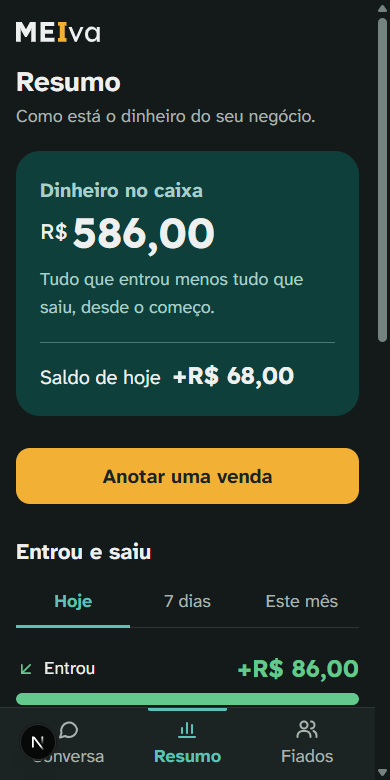 MEIva
Resumo
Como está o dinheiro do seu negócio.
Dinheiro no caixa
R$ 586,00
Tudo que entrou menos tudo que
saiu, desde o começo.
Saldo de hoje +R$ 68,00
Anotar uma venda
Entrou e saiu
Hoje 7 dias Este mês
Entrou +R$ 86,00
N
onversa Resumo Fiados